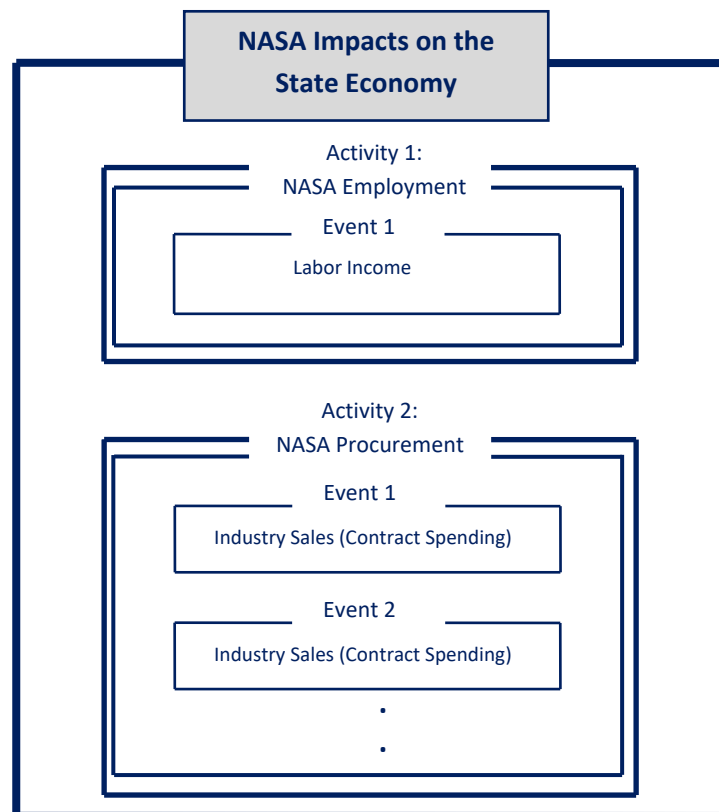 NASA Impacts on the
State Economy
Activity 1:
NASA Employment
Event 1
Labor Income
Activity 2:
NASA Procurement
Event 1
Industry Sales (Contract Spending)
Event 2
Industry Sales (Contract Spending)
.
.